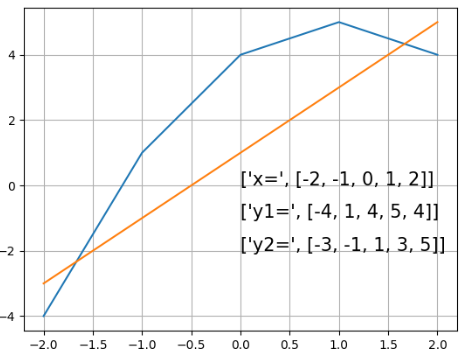 4
2
0
['x=', [-2, -1, 0, 1, 2]]
['y1=', [-4, 1, 4, 5, 4]]
−2
['y2=', [-3, -1, 1, 3, 5]]
−4
−2.0 −1.5 −1.0 −0.5 0.0 0.5 1.0 1.5 2.0